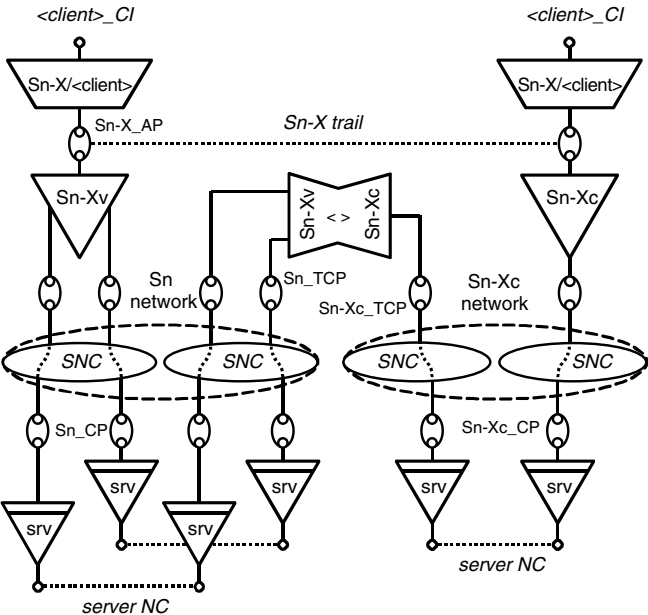 <client>_CI
<client>_CI
Sn-X/<client>
Sn-X/<client>
Sn-X_AP
Sn-X trail
Sn-Xv
Sn-Xv
< >
Sn-Xc
Sn-Xc
Sn
network
Sn_TCP
Sn-Xc_TCP
Sn-Xc
network
SNC
SNC
SNC
SNC
Sn_CP
Sn-Xc_CP
srv
srv
srv
srv
srv
srv
server NC
server NC